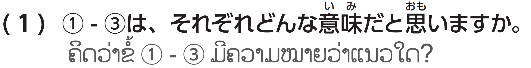 (1) ①-③は、それぞれどんな意味だと思いますか。
ຄິດວ່າຂໍ້ ①-③ ມີຄວາມໝາຍວ່າແນວໃດ?